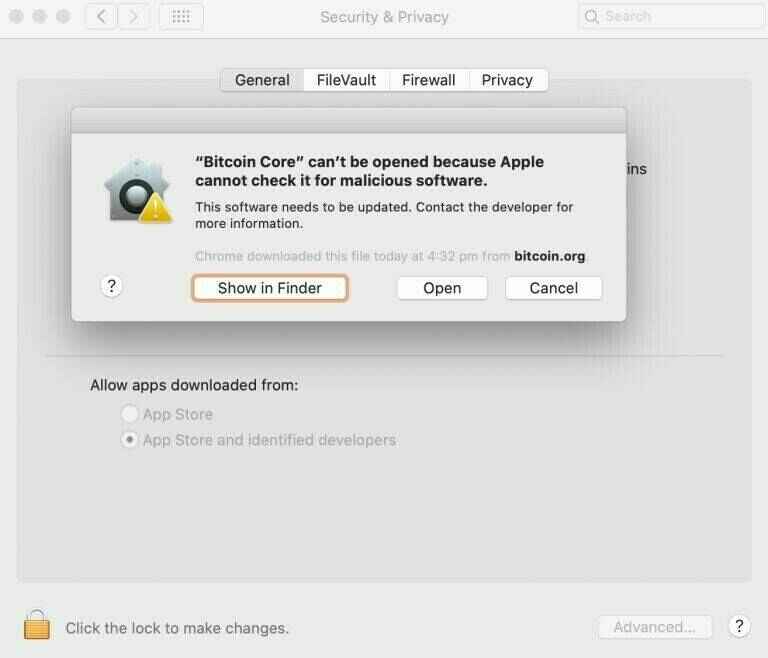 Security & Privacy
Search
General FileVault Firewall Privacy
“Bitcoin Core” can’t be opened because Apple
cannot check it for malicious software.
This software needs to be updated. Contact the developer for
more information.
Chrome downloaded this file today at 4:32 pm from bitcoin.org
?
Show in Finder
Open
Cancel
Allow apps downloaded from:
App Store
App Store and identified developers
Click the lock to make changes.
Advanced...
?